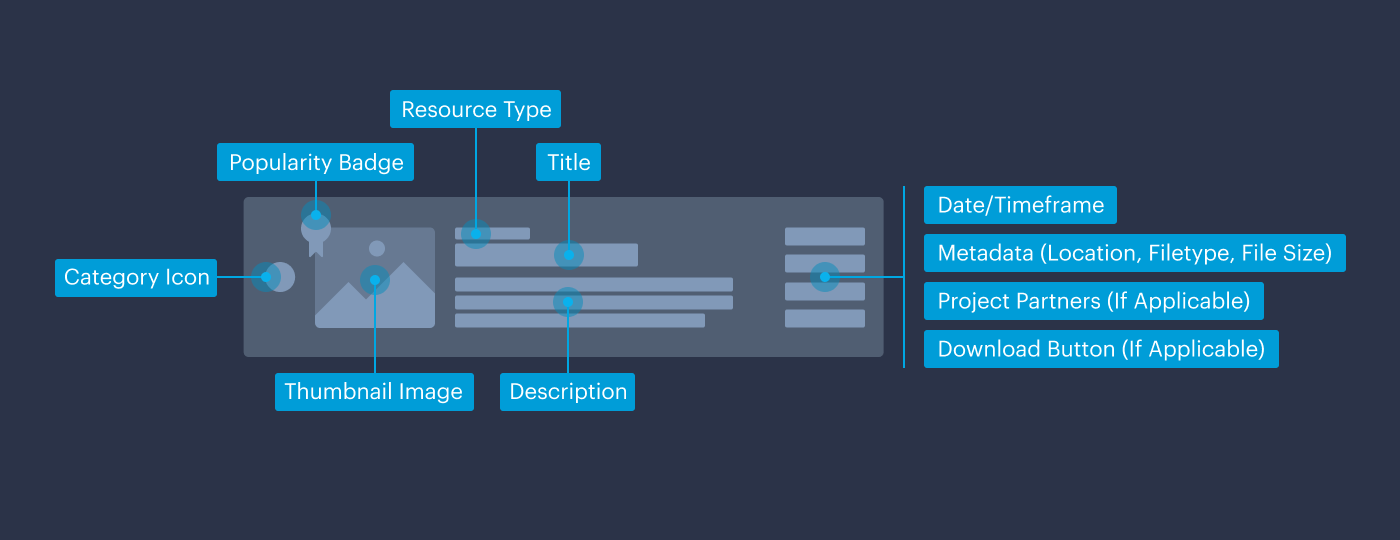 Resource Type
Popularity Badge
Title
Category Icon
Thumbnail Image
Description
Date/Timeframe
Metadata (Location, Filetype, File Size)
Project Partners (If Applicable)
Download Button (If Applicable)